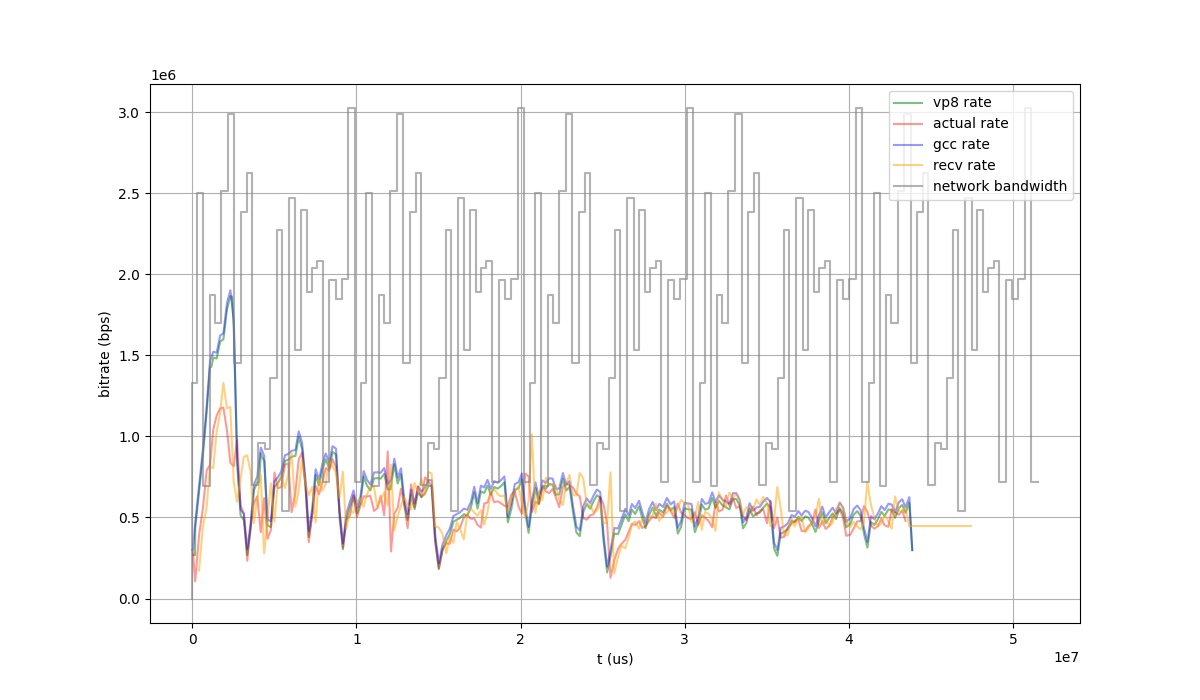 1e6
3.0
2.5
2.0
1.5
1.0
0.5
0.0
bitrate (bps)
vp8 rate
actual rate
gcc rate
recv rate
network bandwidth
0 1 2 3 4 5
t (us)
1e7